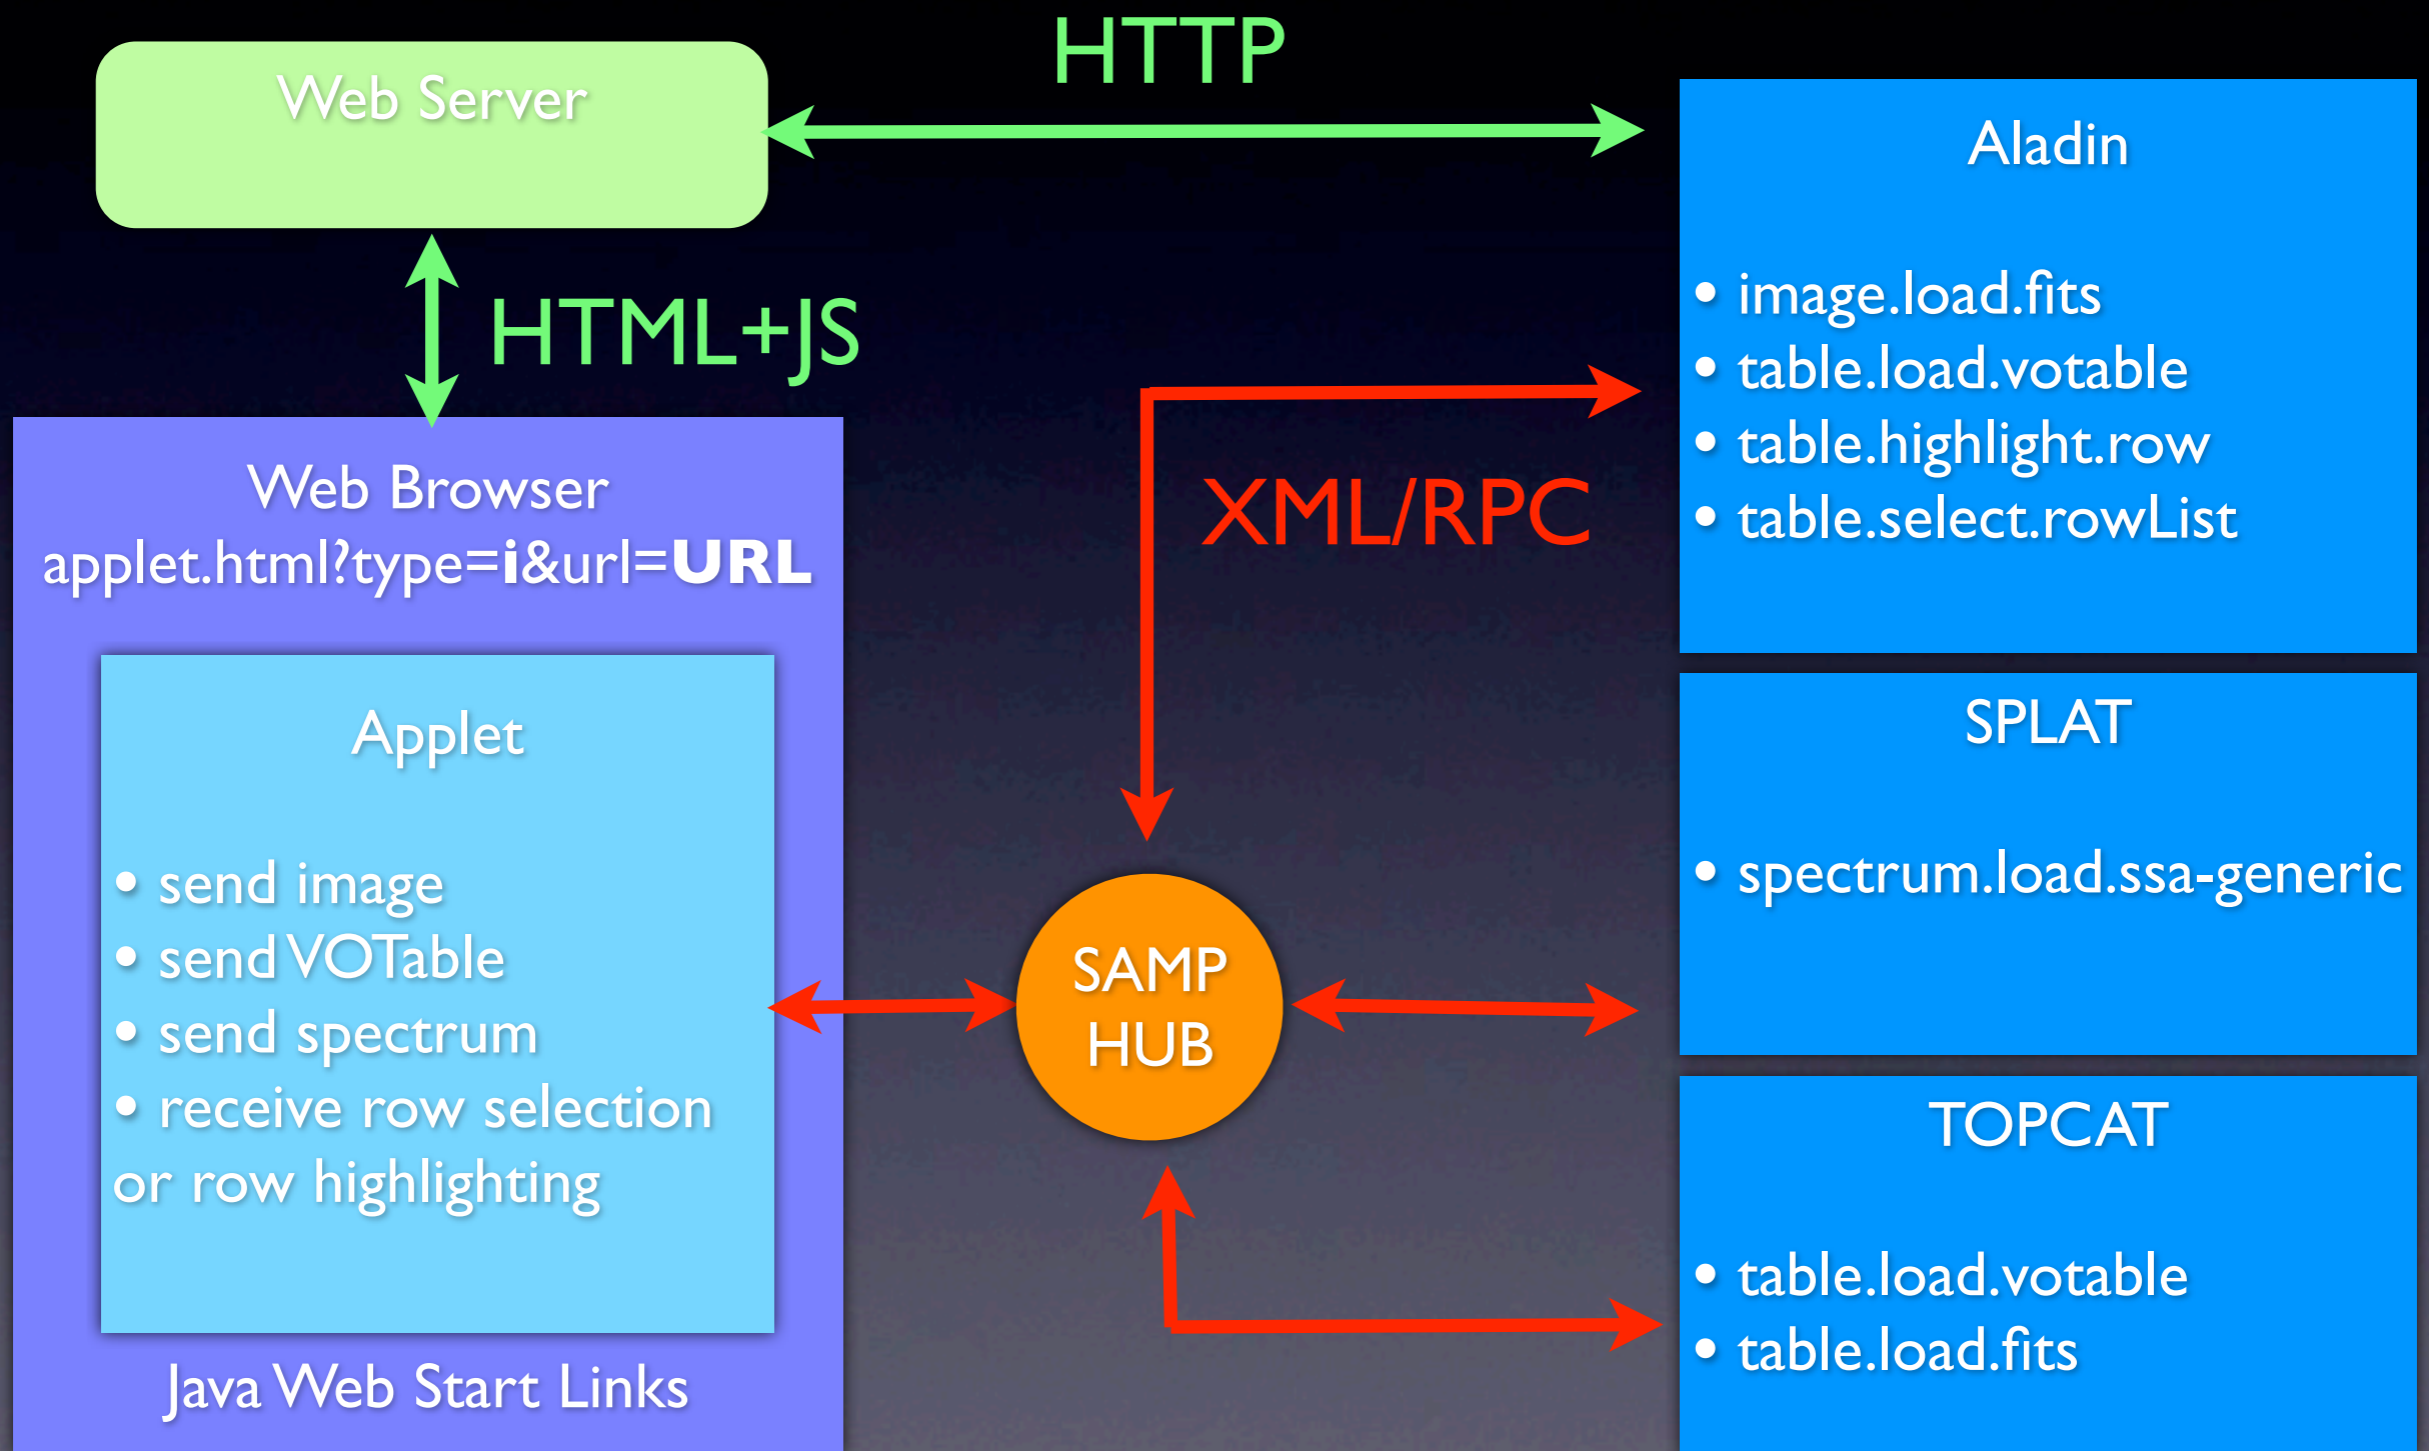 HTTP
Web Server
HTML+JS
Web Browser
applet.html?type=i&url=URL
Applet
• send image
• send VOTable
• send spectrum
• receive row selection
or row highlighting
Java Web Start Links
XML/RPC
SAMP
HUB
Aladin
• image.load.fits
• table.load.votable
• table.highlight.row
• table.select.rowList
SPLAT
• spectrum.load.ssa-generic
TOPCAT
• table.load.votable
• table.load.fits